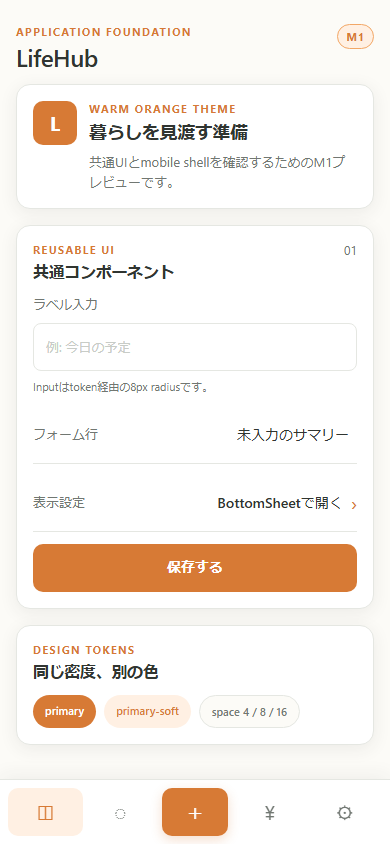 APPLICATION FOUNDATION
LifeHub
M1
L
WARM ORANGE THEME
暮らしを見渡す準備
共通UIとmobile shellを確認するためのM1プ
レビューです。
REUSABLE UI
01
共通コンポーネント
ラベル入力
例: 今日の予定
Inputはtoken経由の8px radiusです。
フォーム行
未入力のサマリー
表示設定
BottomSheetで開く ›
保存する
DESIGN TOKENS
同じ密度、別の色
primary
primary-soft
space 4 / 8 / 16
＋
¥